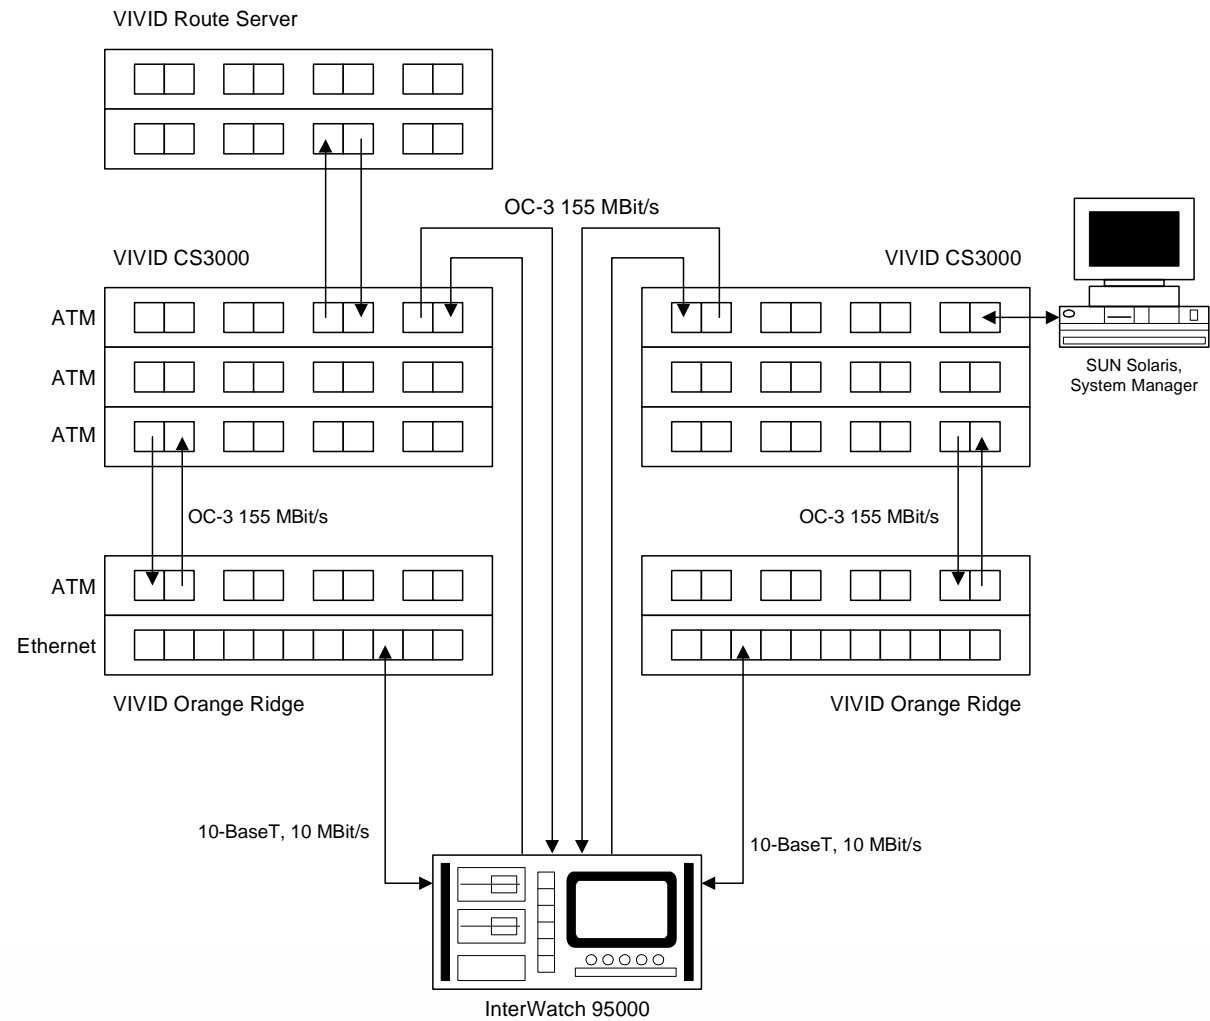 VIVID Route Server
OC-3 155 MBit/s
VIVID CS3000
VIVID CS3000
ATM
ATM
ATM
SUN Solaris,
System Manager
OC-3 155 MBit/s
OC-3 155 MBit/s
ATM
Ethernet
VIVID Orange Ridge
VIVID Orange Ridge
10-BaseT, 10 MBit/s
10-BaseT, 10 MBit/s
InterWatch 95000